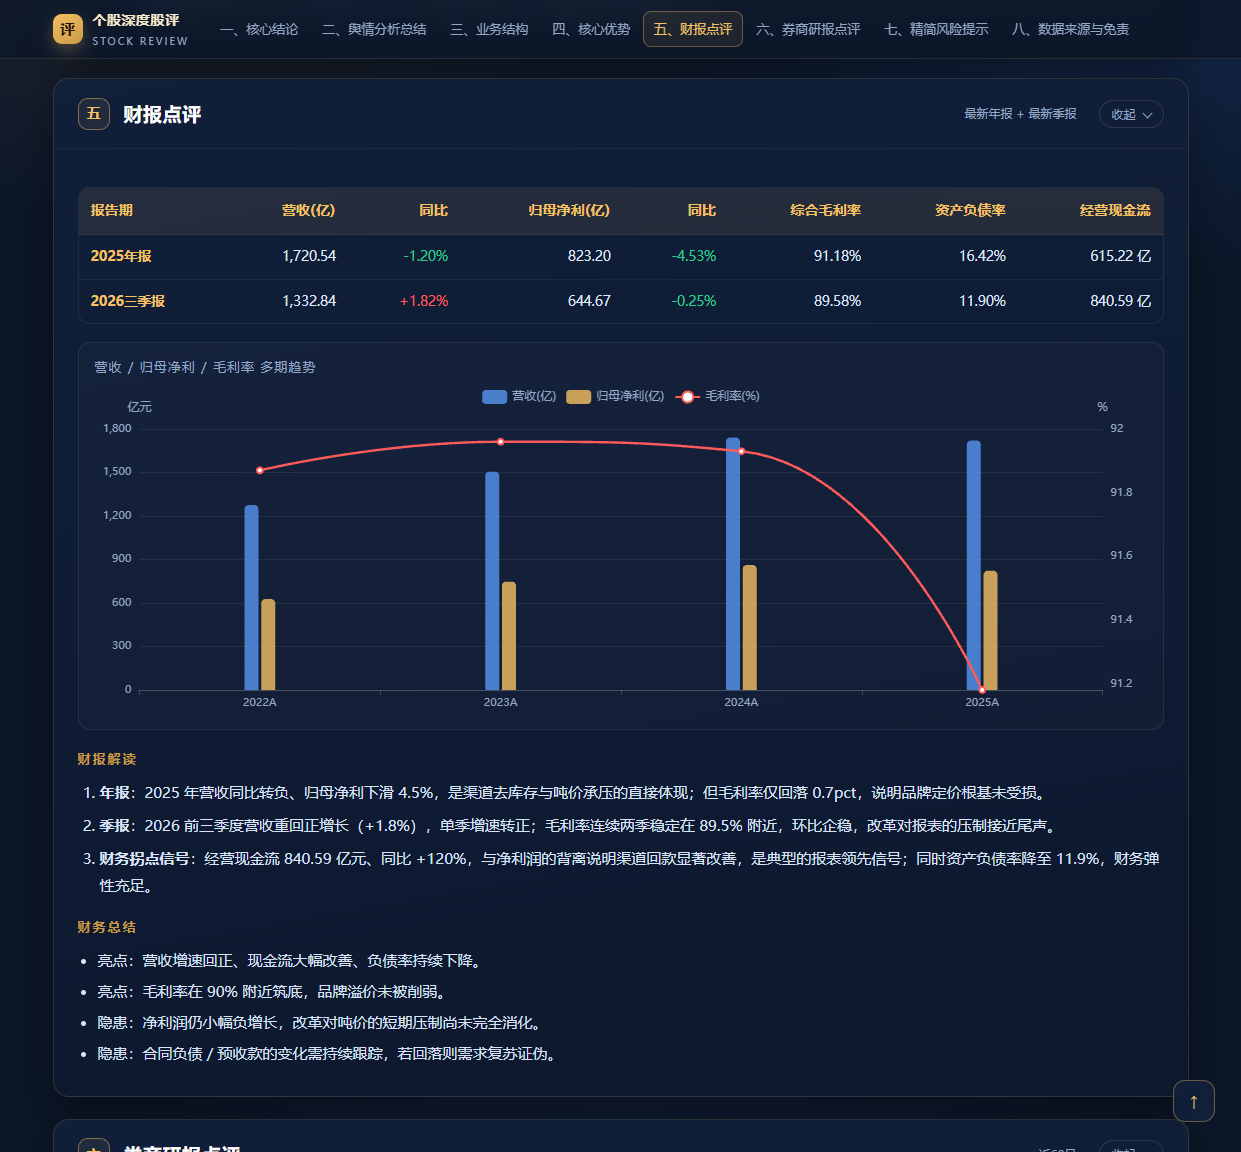 评 个股深度股评 STOCK REVIEW 一、核心结论 二、舆情分析总结 三、业务结构 四、核心优势 五、财报点评 六、券商研报点评 七、精简风险提示 八、数据来源与免责
五 财报点评 最新年报 + 最新季报 收起
报告期 营收(亿) 同比 归母净利(亿) 同比 综合毛利率 资产负债率 经营现金流
2025年报 1,720.54 -1.20% 823.20 -4.53% 91.18% 16.42% 615.22 亿
2026三季报 1,332.84 +1.82% 644.67 -0.25% 89.58% 11.90% 840.59 亿
营收 / 归母净利 / 毛利率 多期趋势
营收(亿) 归母净利(亿) 毛利率(%)
亿元 %
1,800 92
1,500
91.8
1,200
900 91.6
600 91.4
300
0 91.2
2022A 2023A 2024A 2025A
财报解读
1. 年报：2025 年营收同比转负、归母净利下滑 4.5%，是渠道去库存与吨价承压的直接体现；但毛利率仅回落 0.7pct，说明品牌定价根基未受损。
2. 季报：2026 前三季度营收重回正增长（+1.8%），单季增速转正；毛利率连续两季稳定在 89.5% 附近，环比企稳，改革对报表的压制接近尾声。
3. 财务拐点信号：经营现金流 840.59 亿元、同比 +120%，与净利润的背离说明渠道回款显著改善，是典型的报表领先信号；同时资产负债率降至 11.9%，财务弹
性充足。
财务总结
• 亮点：营收增速回正、现金流大幅改善、负债率持续下降。
• 亮点：毛利率在 90% 附近筑底，品牌溢价未被削弱。
• 隐患：净利润仍小幅负增长，改革对吨价的短期压制尚未完全消化。
• 隐患：合同负债 / 预收款的变化需持续跟踪，若回落则需求复苏证伪。
↑
六 券商研报点评 近60日 收起